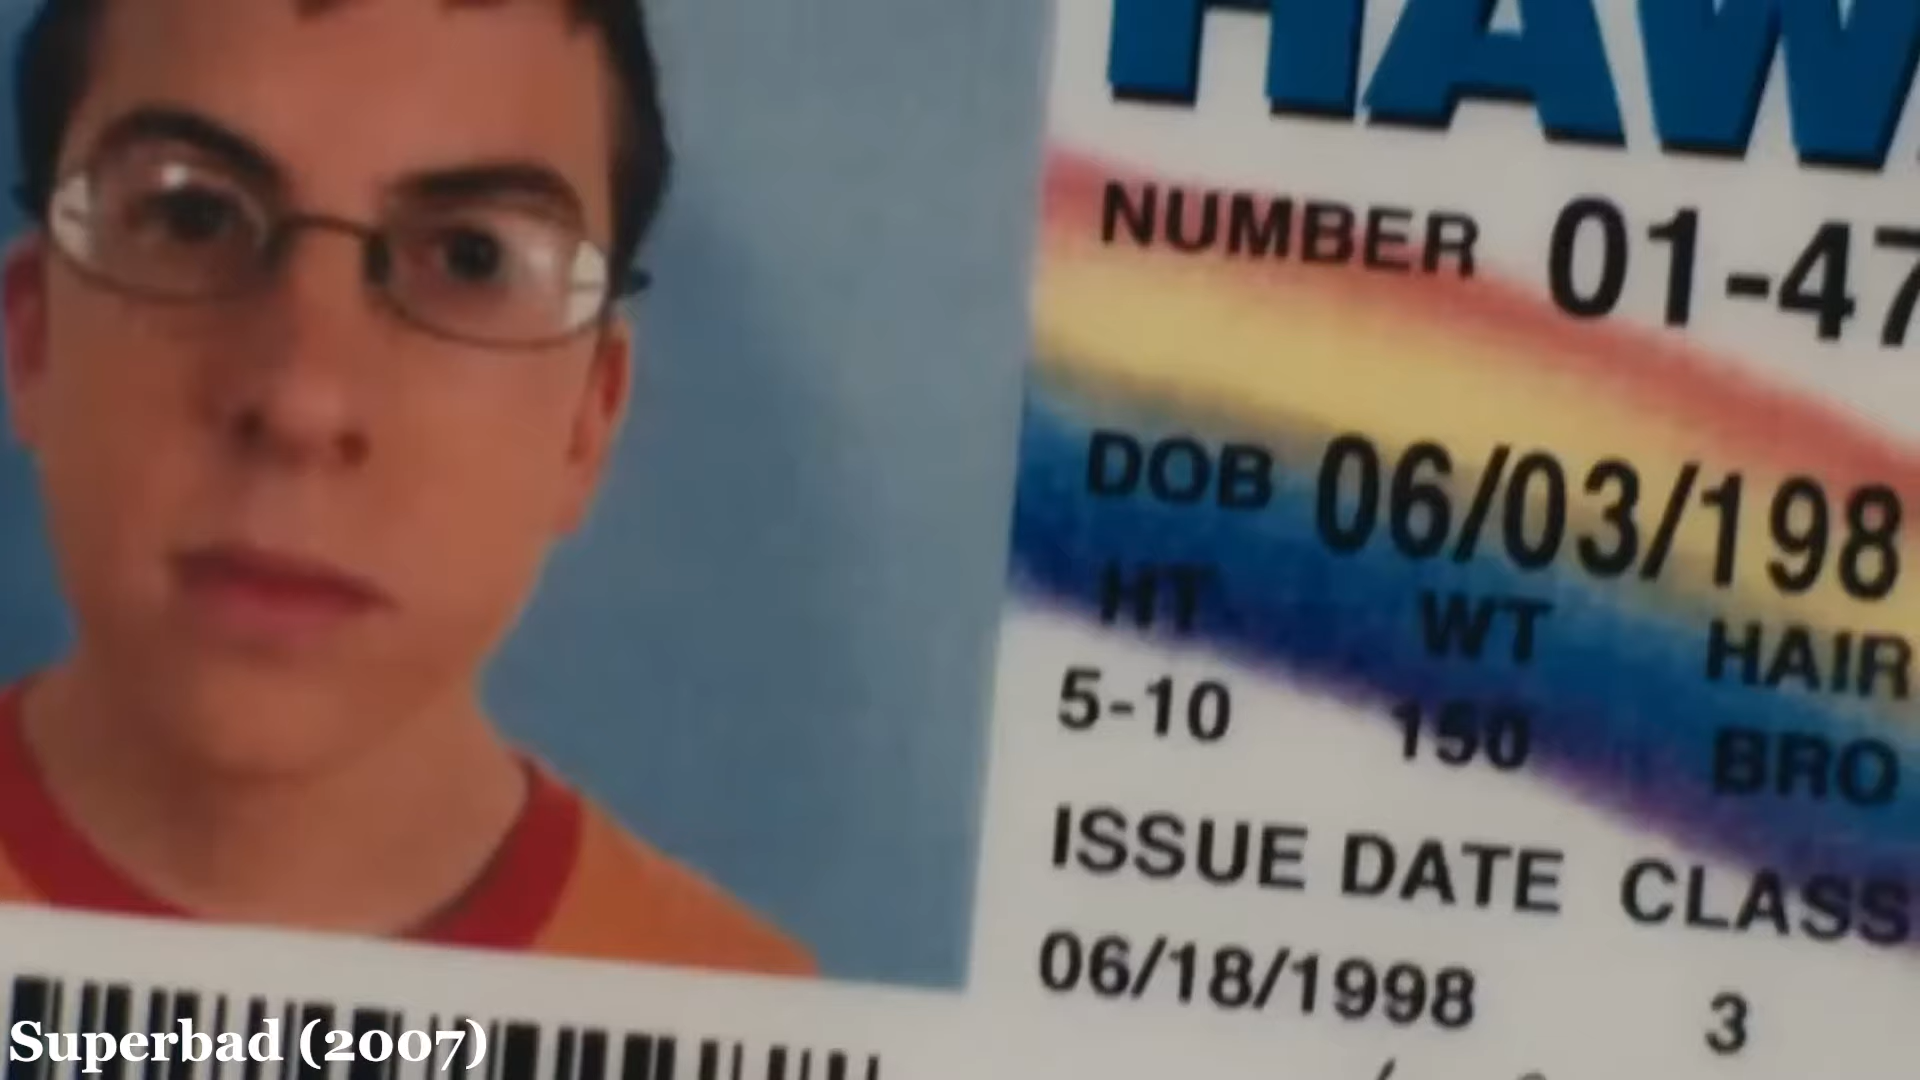 HAW
NUMBER 01-47
DOB 06/03/198
HT WT HAIR
5-10 150 BRO
ISSUE DATE CLASS
06/18/1998 3
Superbad (2007)